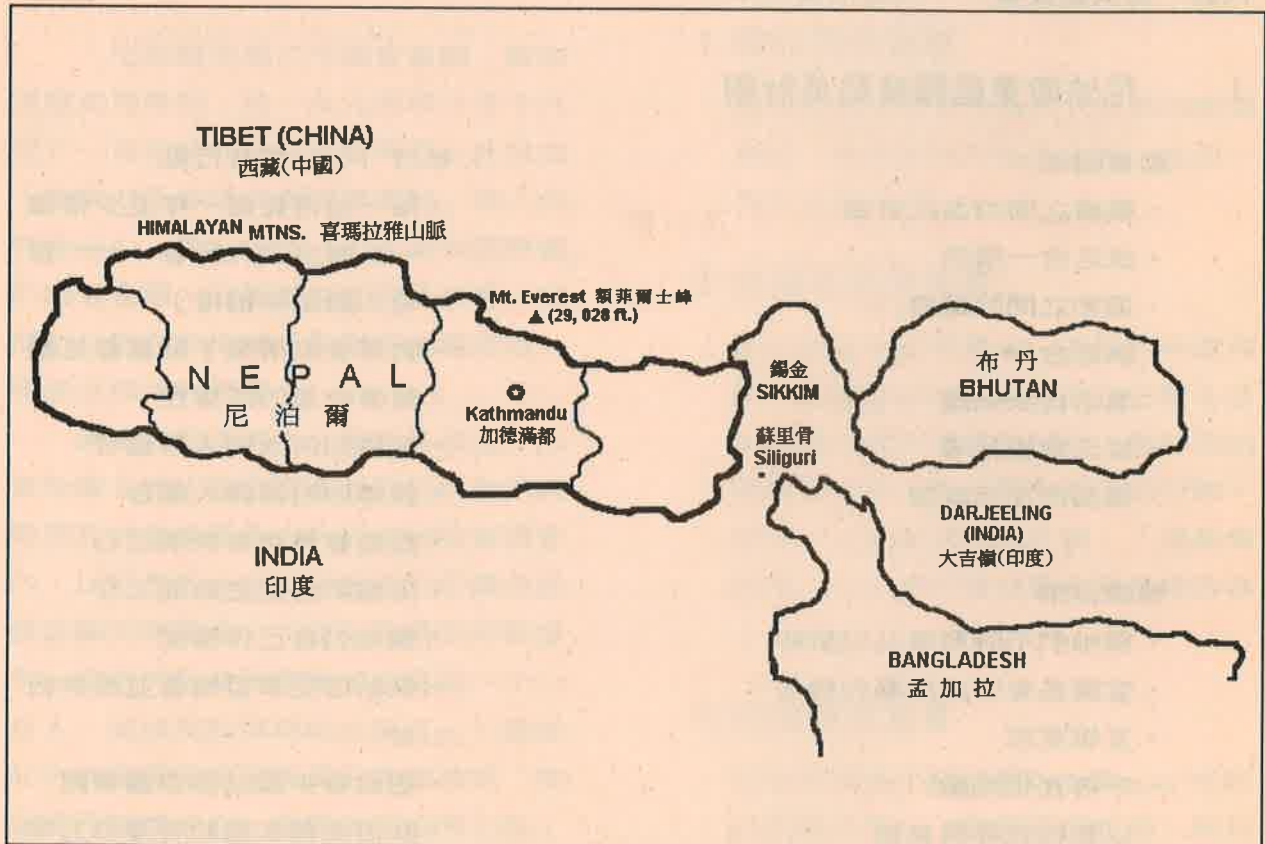 TIBET (CHINA)
西藏(中國)
HIMALAYAN MTNS. 喜瑪拉雅山脈
Mt. Everest 額菲爾士峰
▲ (29, 028 ft.)
NEPAL
尼泊爾
Kathmandu
加德滿都
錫金
SIKKIM
蘇里骨
Siliguri
布丹
BHUTAN
DARJEELING
(INDIA)
大吉嶺(印度)
INDIA
印度
BANGLADESH
孟加拉